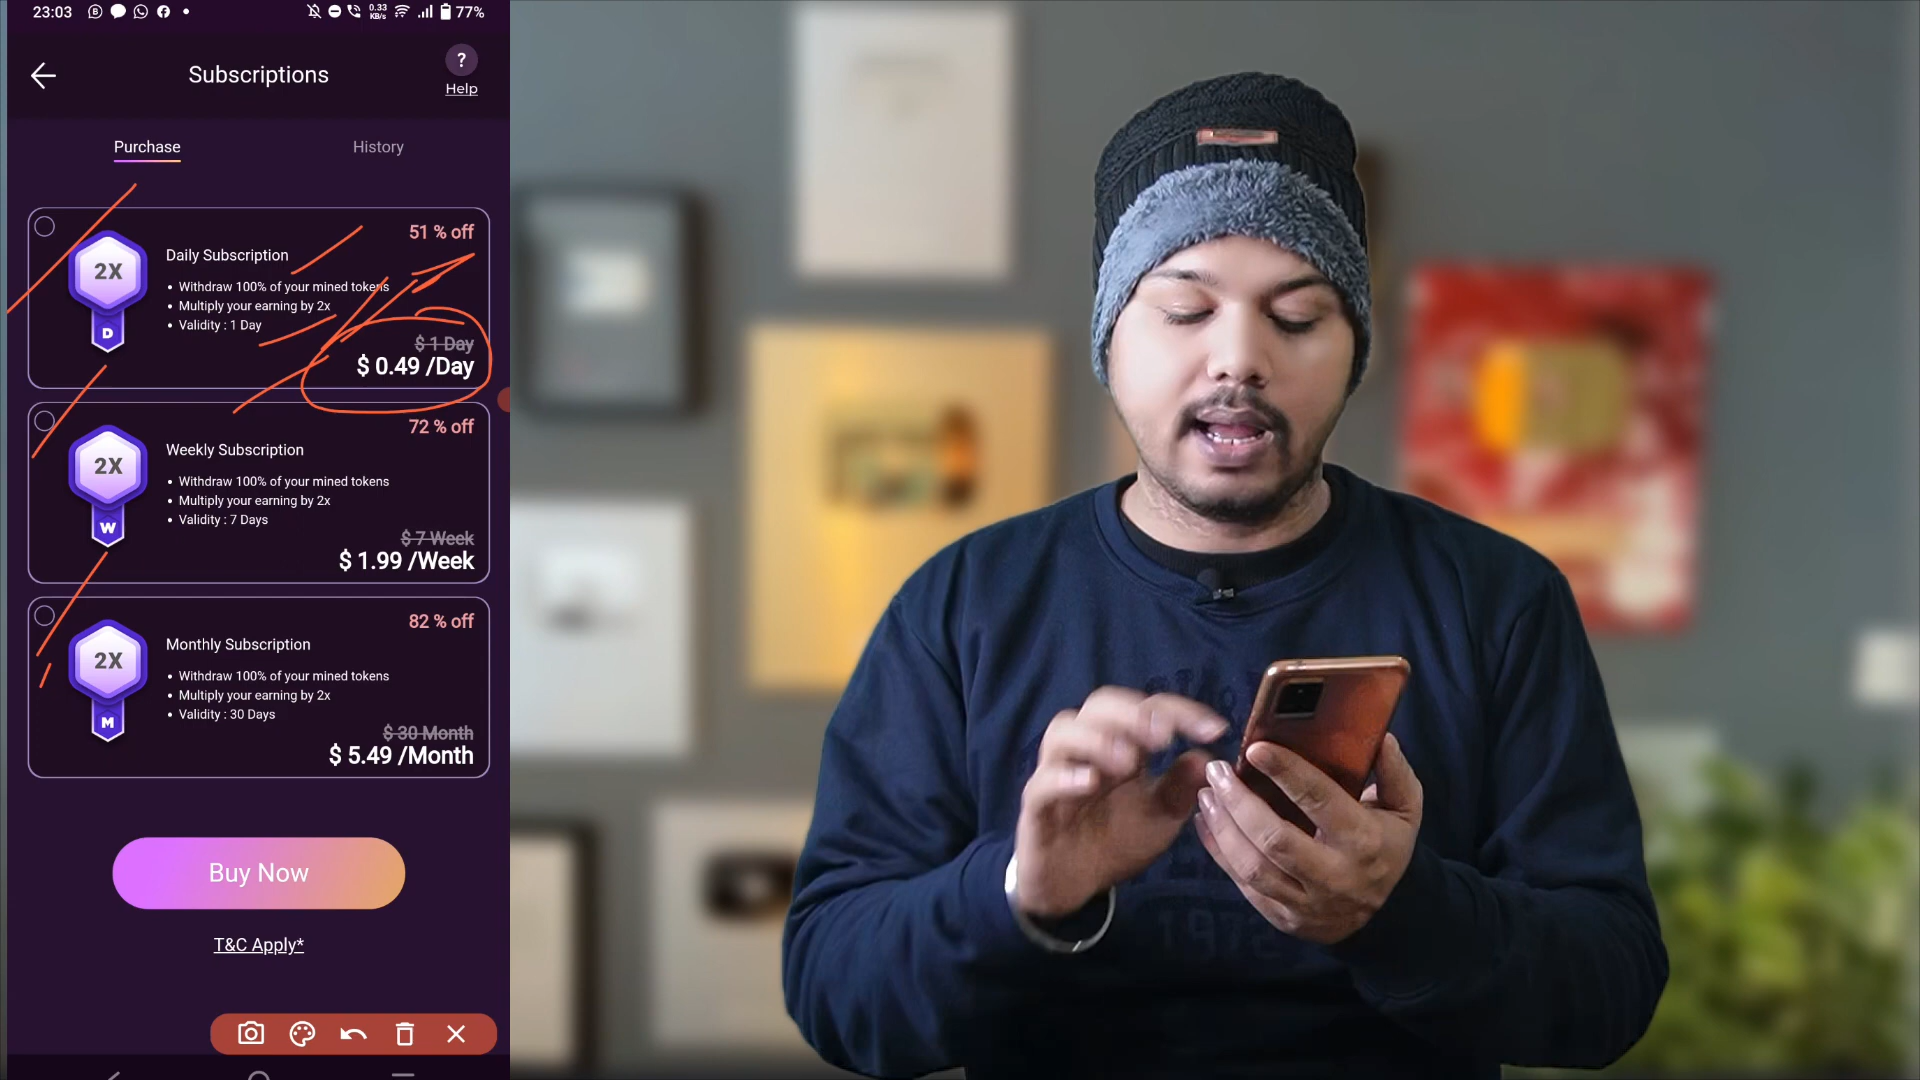 23:03
0.33
KB/s
77%
Subscriptions
?
Help
Purchase
History
51 % off
2X
Daily Subscription
• Withdraw 100% of your mined tokens
• Multiply your earning by 2x
• Validity : 1 Day
D
$ 1 Day
$ 0.49 /Day
72 % off
2X
Weekly Subscription
• Withdraw 100% of your mined tokens
• Multiply your earning by 2x
• Validity : 7 Days
W
$ 7 Week
$ 1.99 /Week
82 % off
2X
Monthly Subscription
• Withdraw 100% of your mined tokens
• Multiply your earning by 2x
• Validity : 30 Days
M
$ 30 Month
$ 5.49 /Month
Buy Now
T&C Apply*
1972